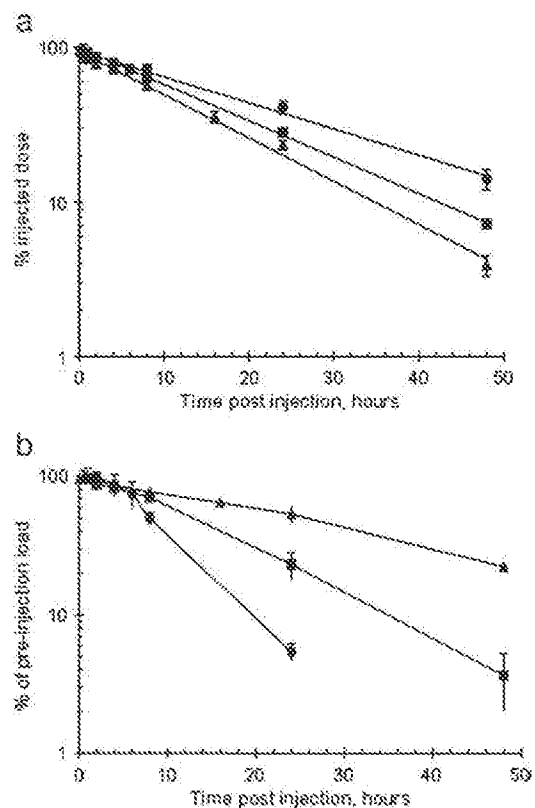 a
100
% injected dose
10
1
0 10 20 30 40 50
Time post injection, hours
b
100
% of pre-injection load
10
1
0 10 20 30 40 50
Time post injection, hours